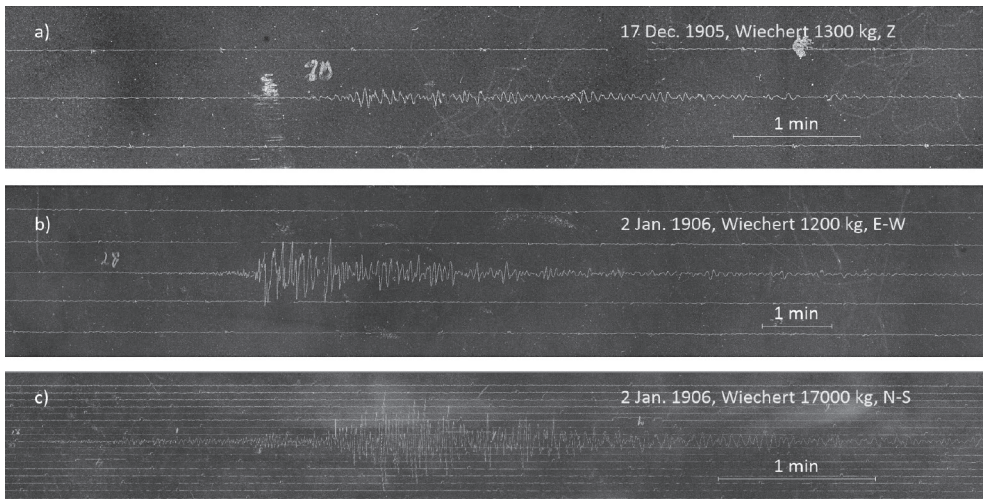 a)
17 Dec. 1905, Wiechert 1300 kg, Z
1 min
b)
2 Jan. 1906, Wiechert 1200 kg, E-W
28
1 min
c)
2 Jan. 1906, Wiechert 17000 kg, N-S
1 min